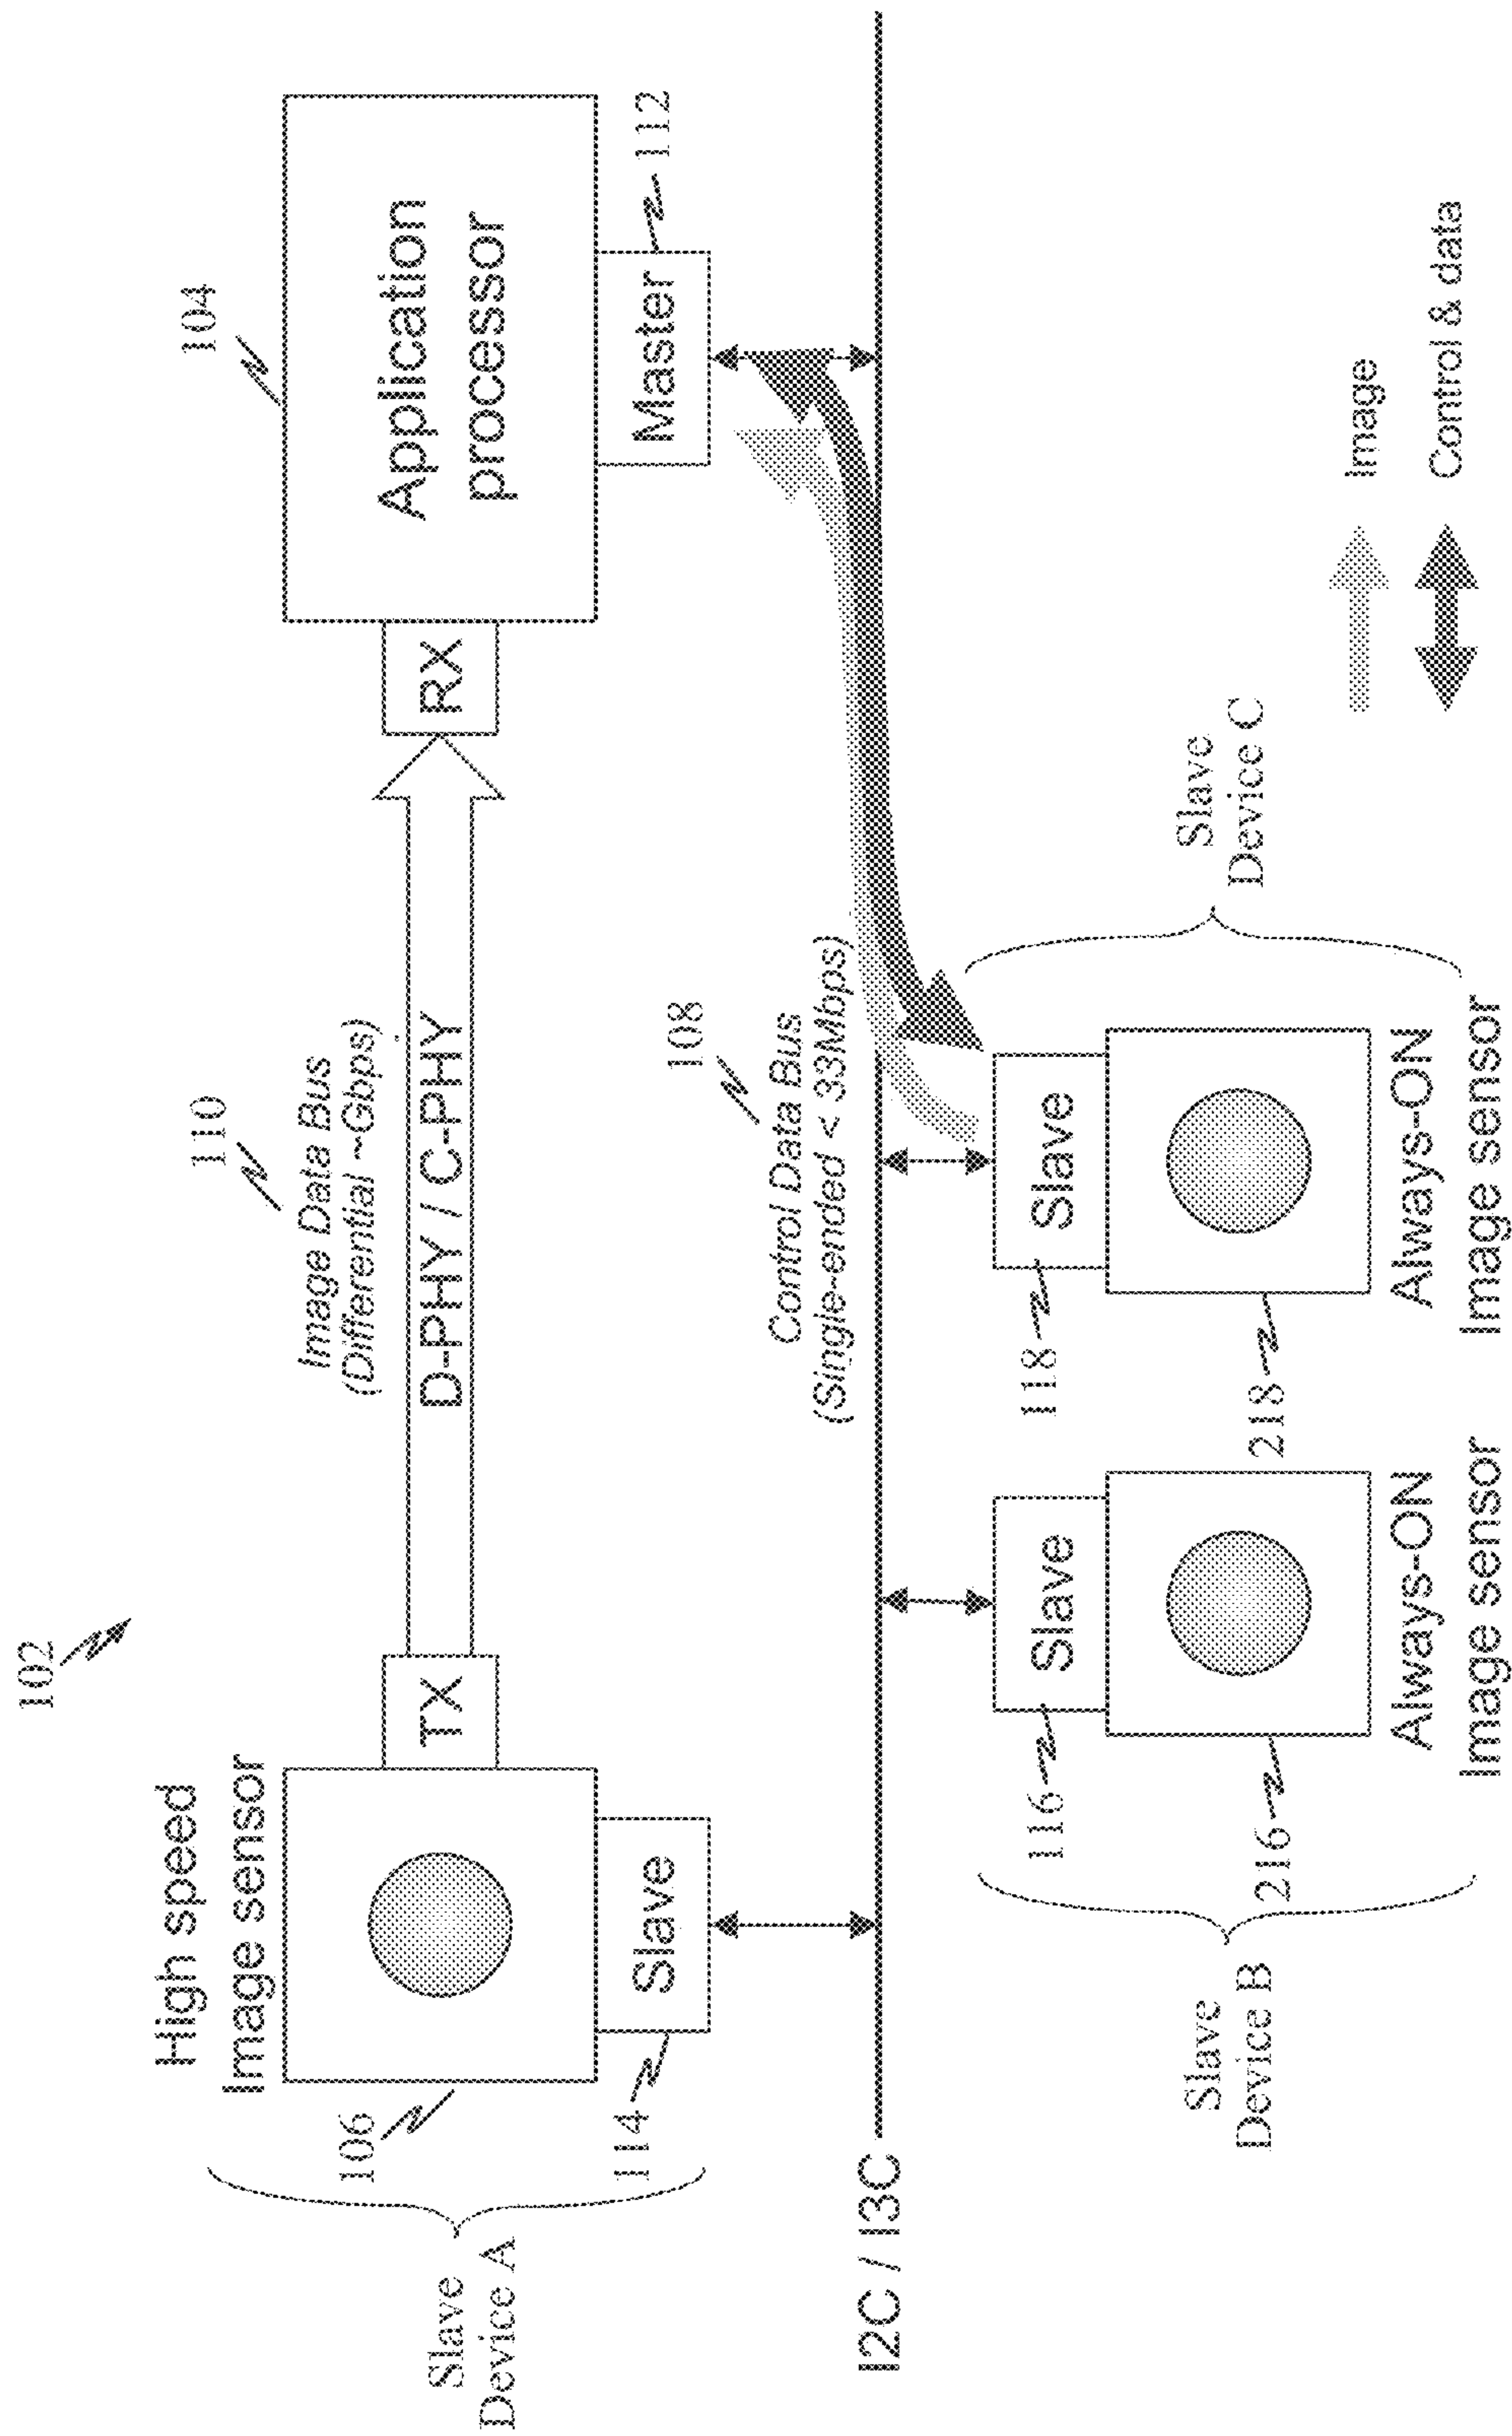 102
High speed
Image sensor
106
TX
Slave
114
Slave
Device A
110
Image Data Bus
(Differential ~Gbps)
D-PHY / C-PHY
104
Application
processor
RX
Master
112
108
Control Data Bus
(Single-ended < 33Mbps)
I2C / I3C
Slave
116
216
Always-ON
Image sensor
Slave
Device B
Slave
118
218
Always-ON
Image sensor
Slave
Device C
Image
Control & data